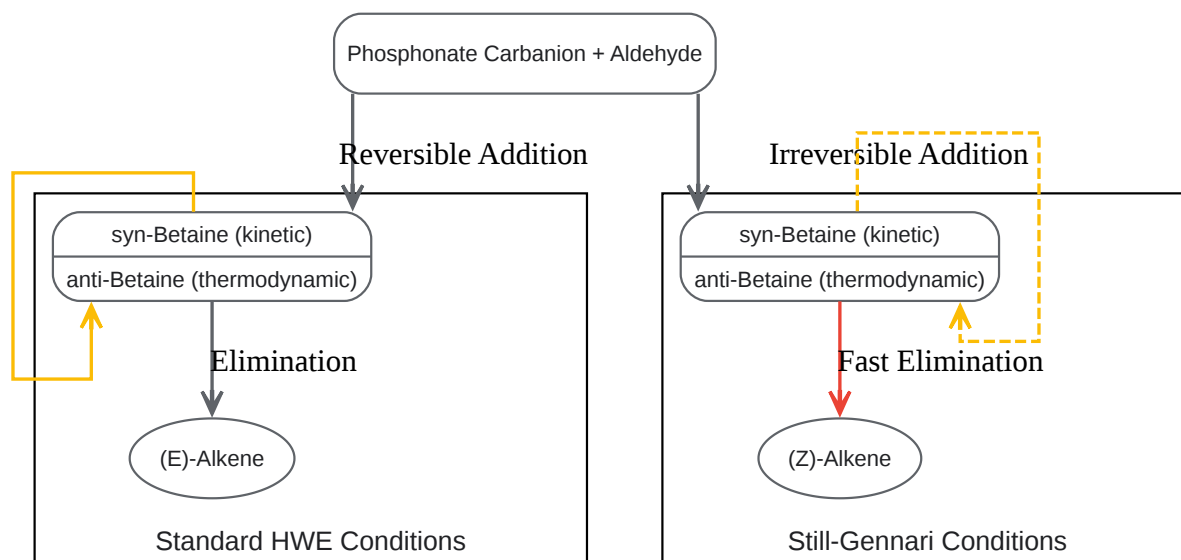 Phosphonate Carbanion + Aldehyde
Reversible Addition
Irreversible Addition
syn-Betaine (kinetic)
anti-Betaine (thermodynamic)
syn-Betaine (kinetic)
anti-Betaine (thermodynamic)
Elimination
Fast Elimination
(E)-Alkene
(Z)-Alkene
Standard HWE Conditions
Still-Gennari Conditions